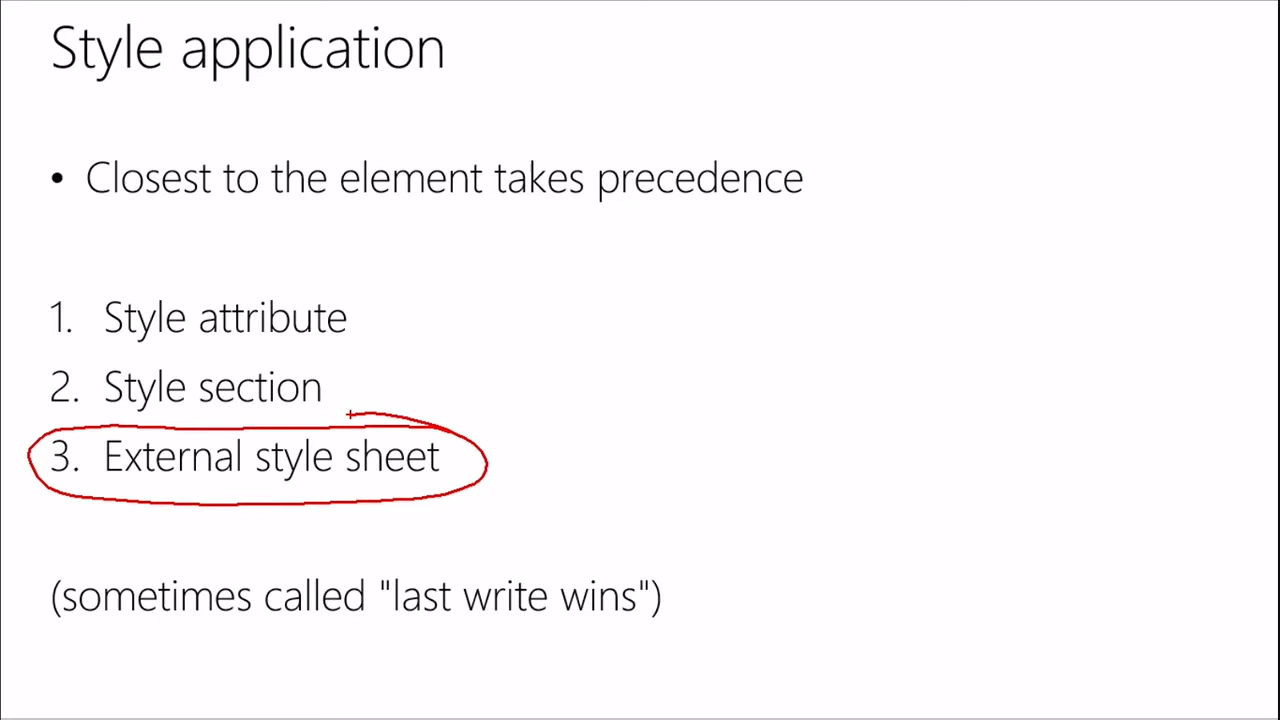 Style application
• Closest to the element takes precedence
1. Style attribute
2. Style section
3. External style sheet
(sometimes called "last write wins")